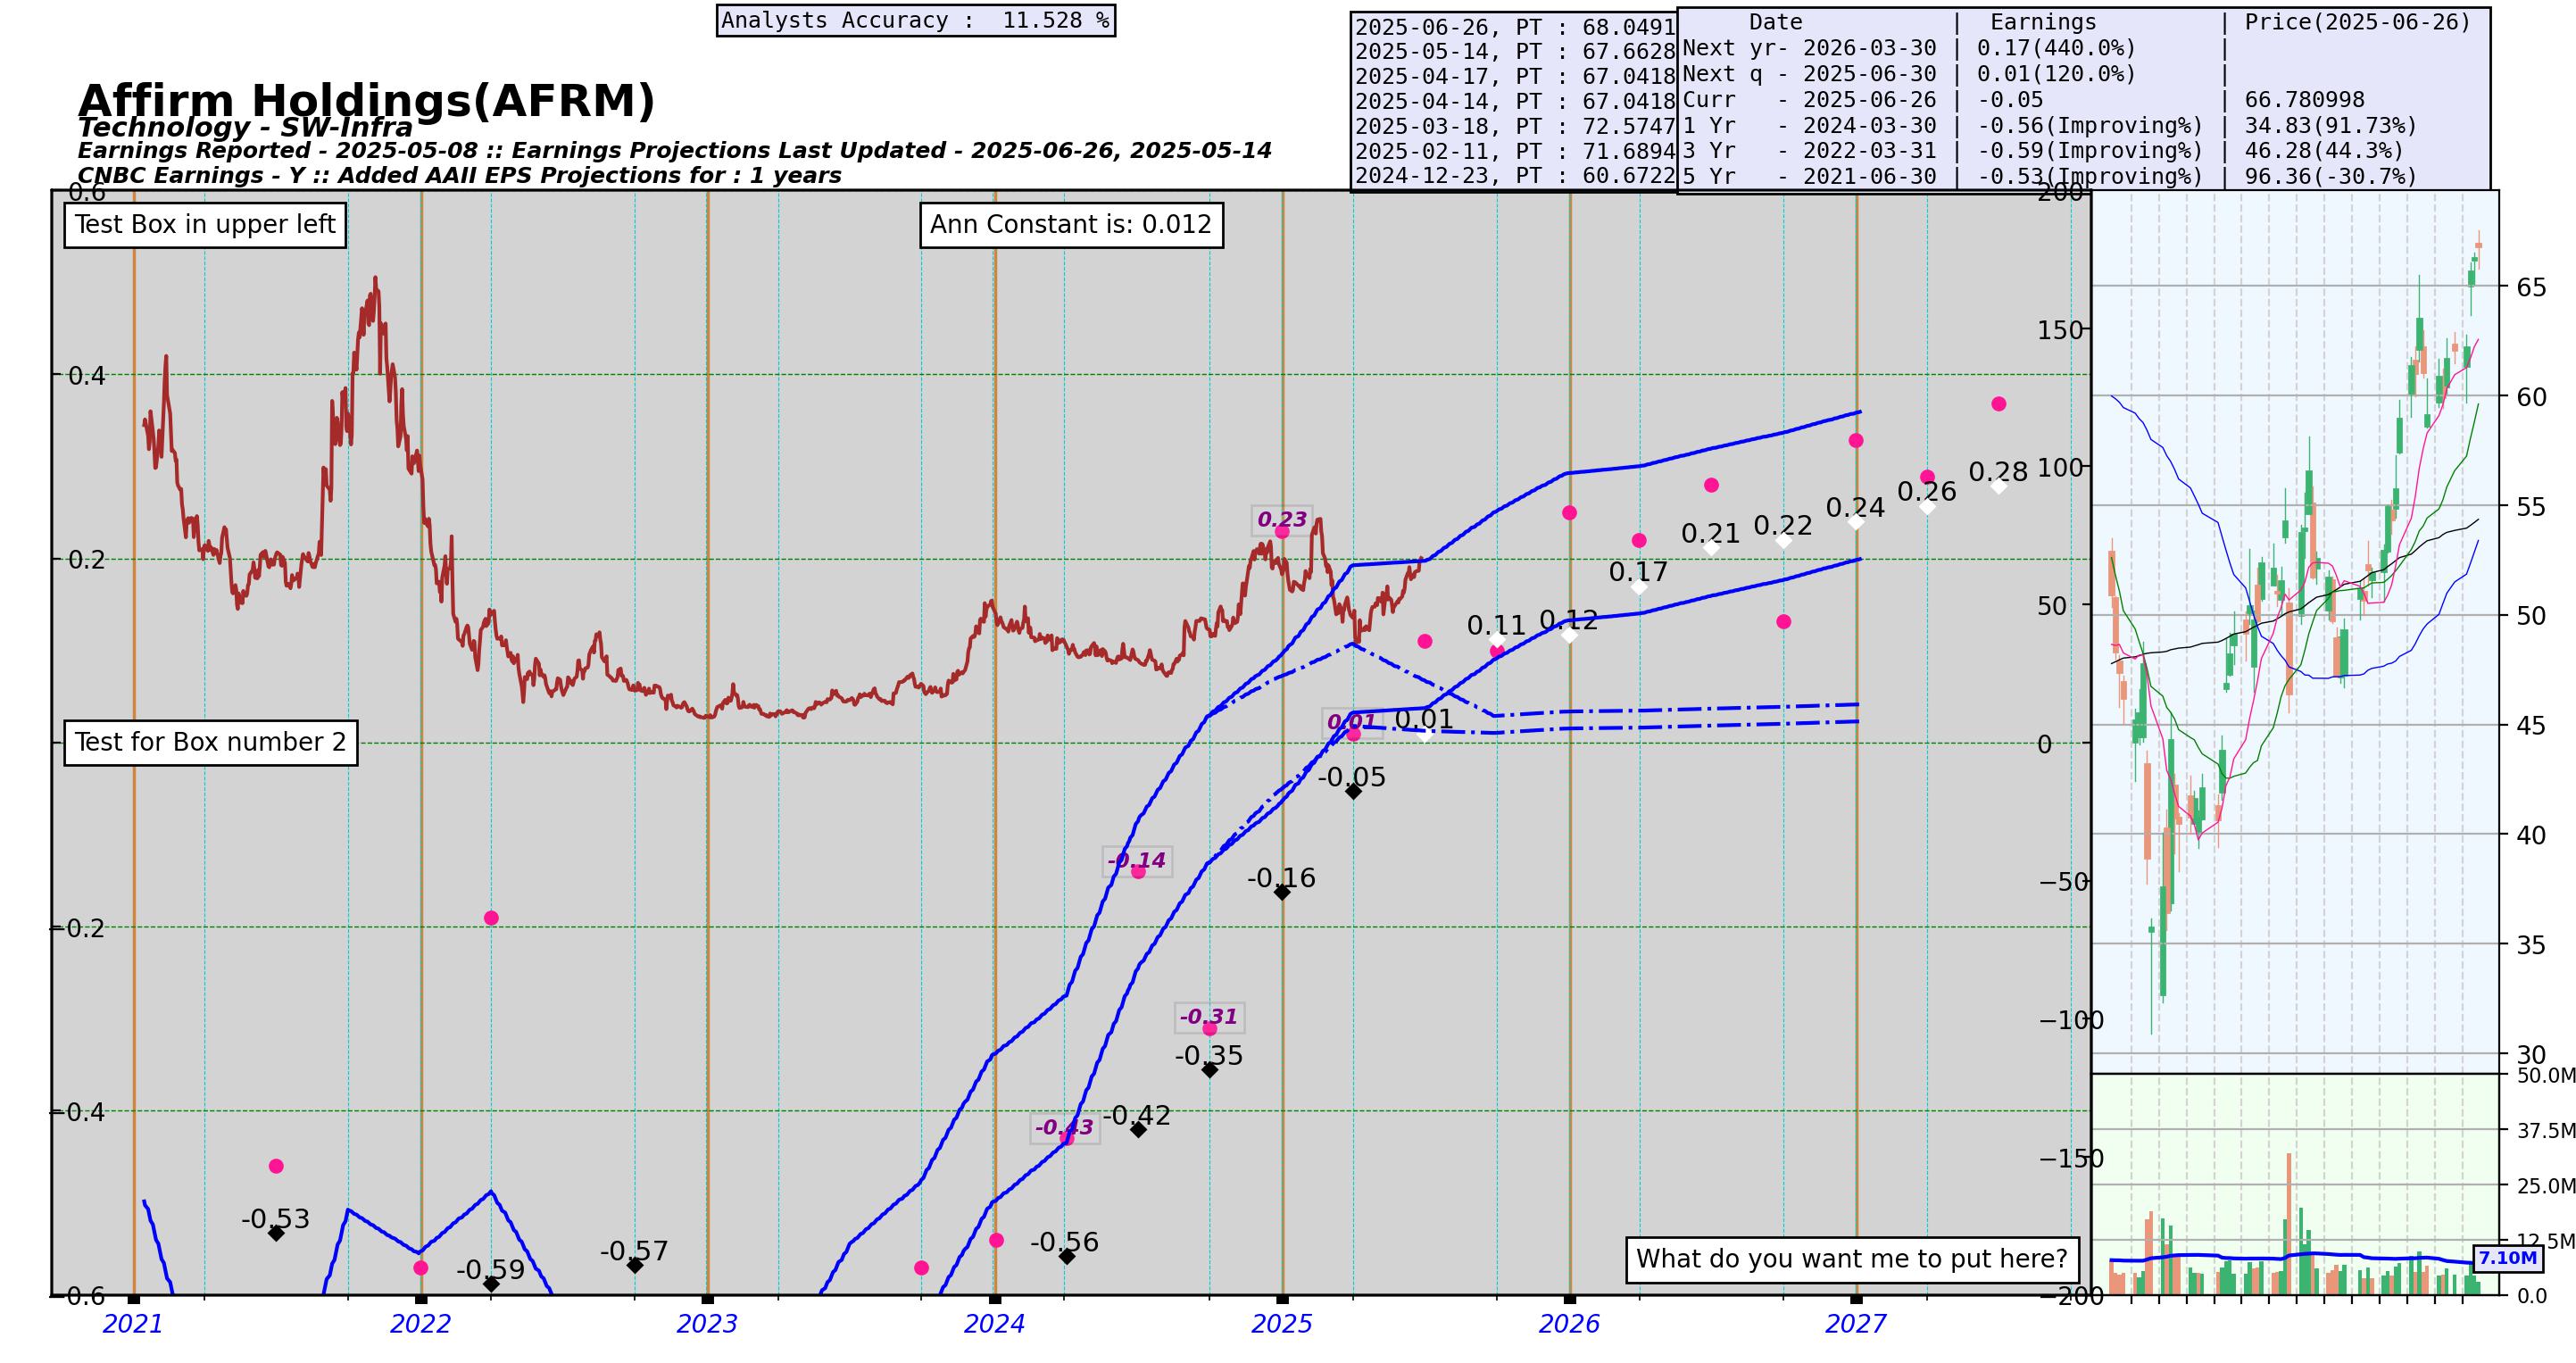 Analysts Accuracy :  11.528 %
2025-06-26, PT : 68.0491
2025-05-14, PT : 67.6628
2025-04-17, PT : 67.0418
2025-04-14, PT : 67.0418
2025-03-18, PT : 72.5747
2025-02-11, PT : 71.6894
2024-12-23, PT : 60.6722
Date | Earnings | Price(2025-06-26)
Next yr- 2026-03-30 | 0.17(440.0%) |
Next q - 2025-06-30 | 0.01(120.0%) |
Curr - 2025-06-26 | -0.05 | 66.780998
1 Yr - 2024-03-30 | -0.56(Improving%) | 34.83(91.73%)
3 Yr - 2022-03-31 | -0.59(Improving%) | 46.28(44.3%)
5 Yr - 2021-06-30 | -0.53(Improving%) | 96.36(-30.7%)
Affirm Holdings(AFRM)
Technology - SW-Infra
Earnings Reported - 2025-05-08 :: Earnings Projections Last Updated - 2025-06-26, 2025-05-14
CNBC Earnings - Y :: Added AAII EPS Projections for : 1 years
Test Box in upper left
Ann Constant is: 0.012
Test for Box number 2
What do you want me to put here?
0.6
0.4
0.2
−0.2
−0.4
−0.6
-0.53
-0.59
-0.57
-0.56
-0.43
-0.42
-0.14
-0.31
-0.35
0.23
-0.16
0.01
-0.05
0.01
0.11
0.12
0.17
0.21
0.22
0.24
0.26
0.28
200
150
100
50
0
−50
−100
−150
−200
65
60
55
50
45
40
35
30
50.0M
37.5M
25.0M
12.5M
7.10M
0.0
2021
2022
2023
2024
2025
2026
2027